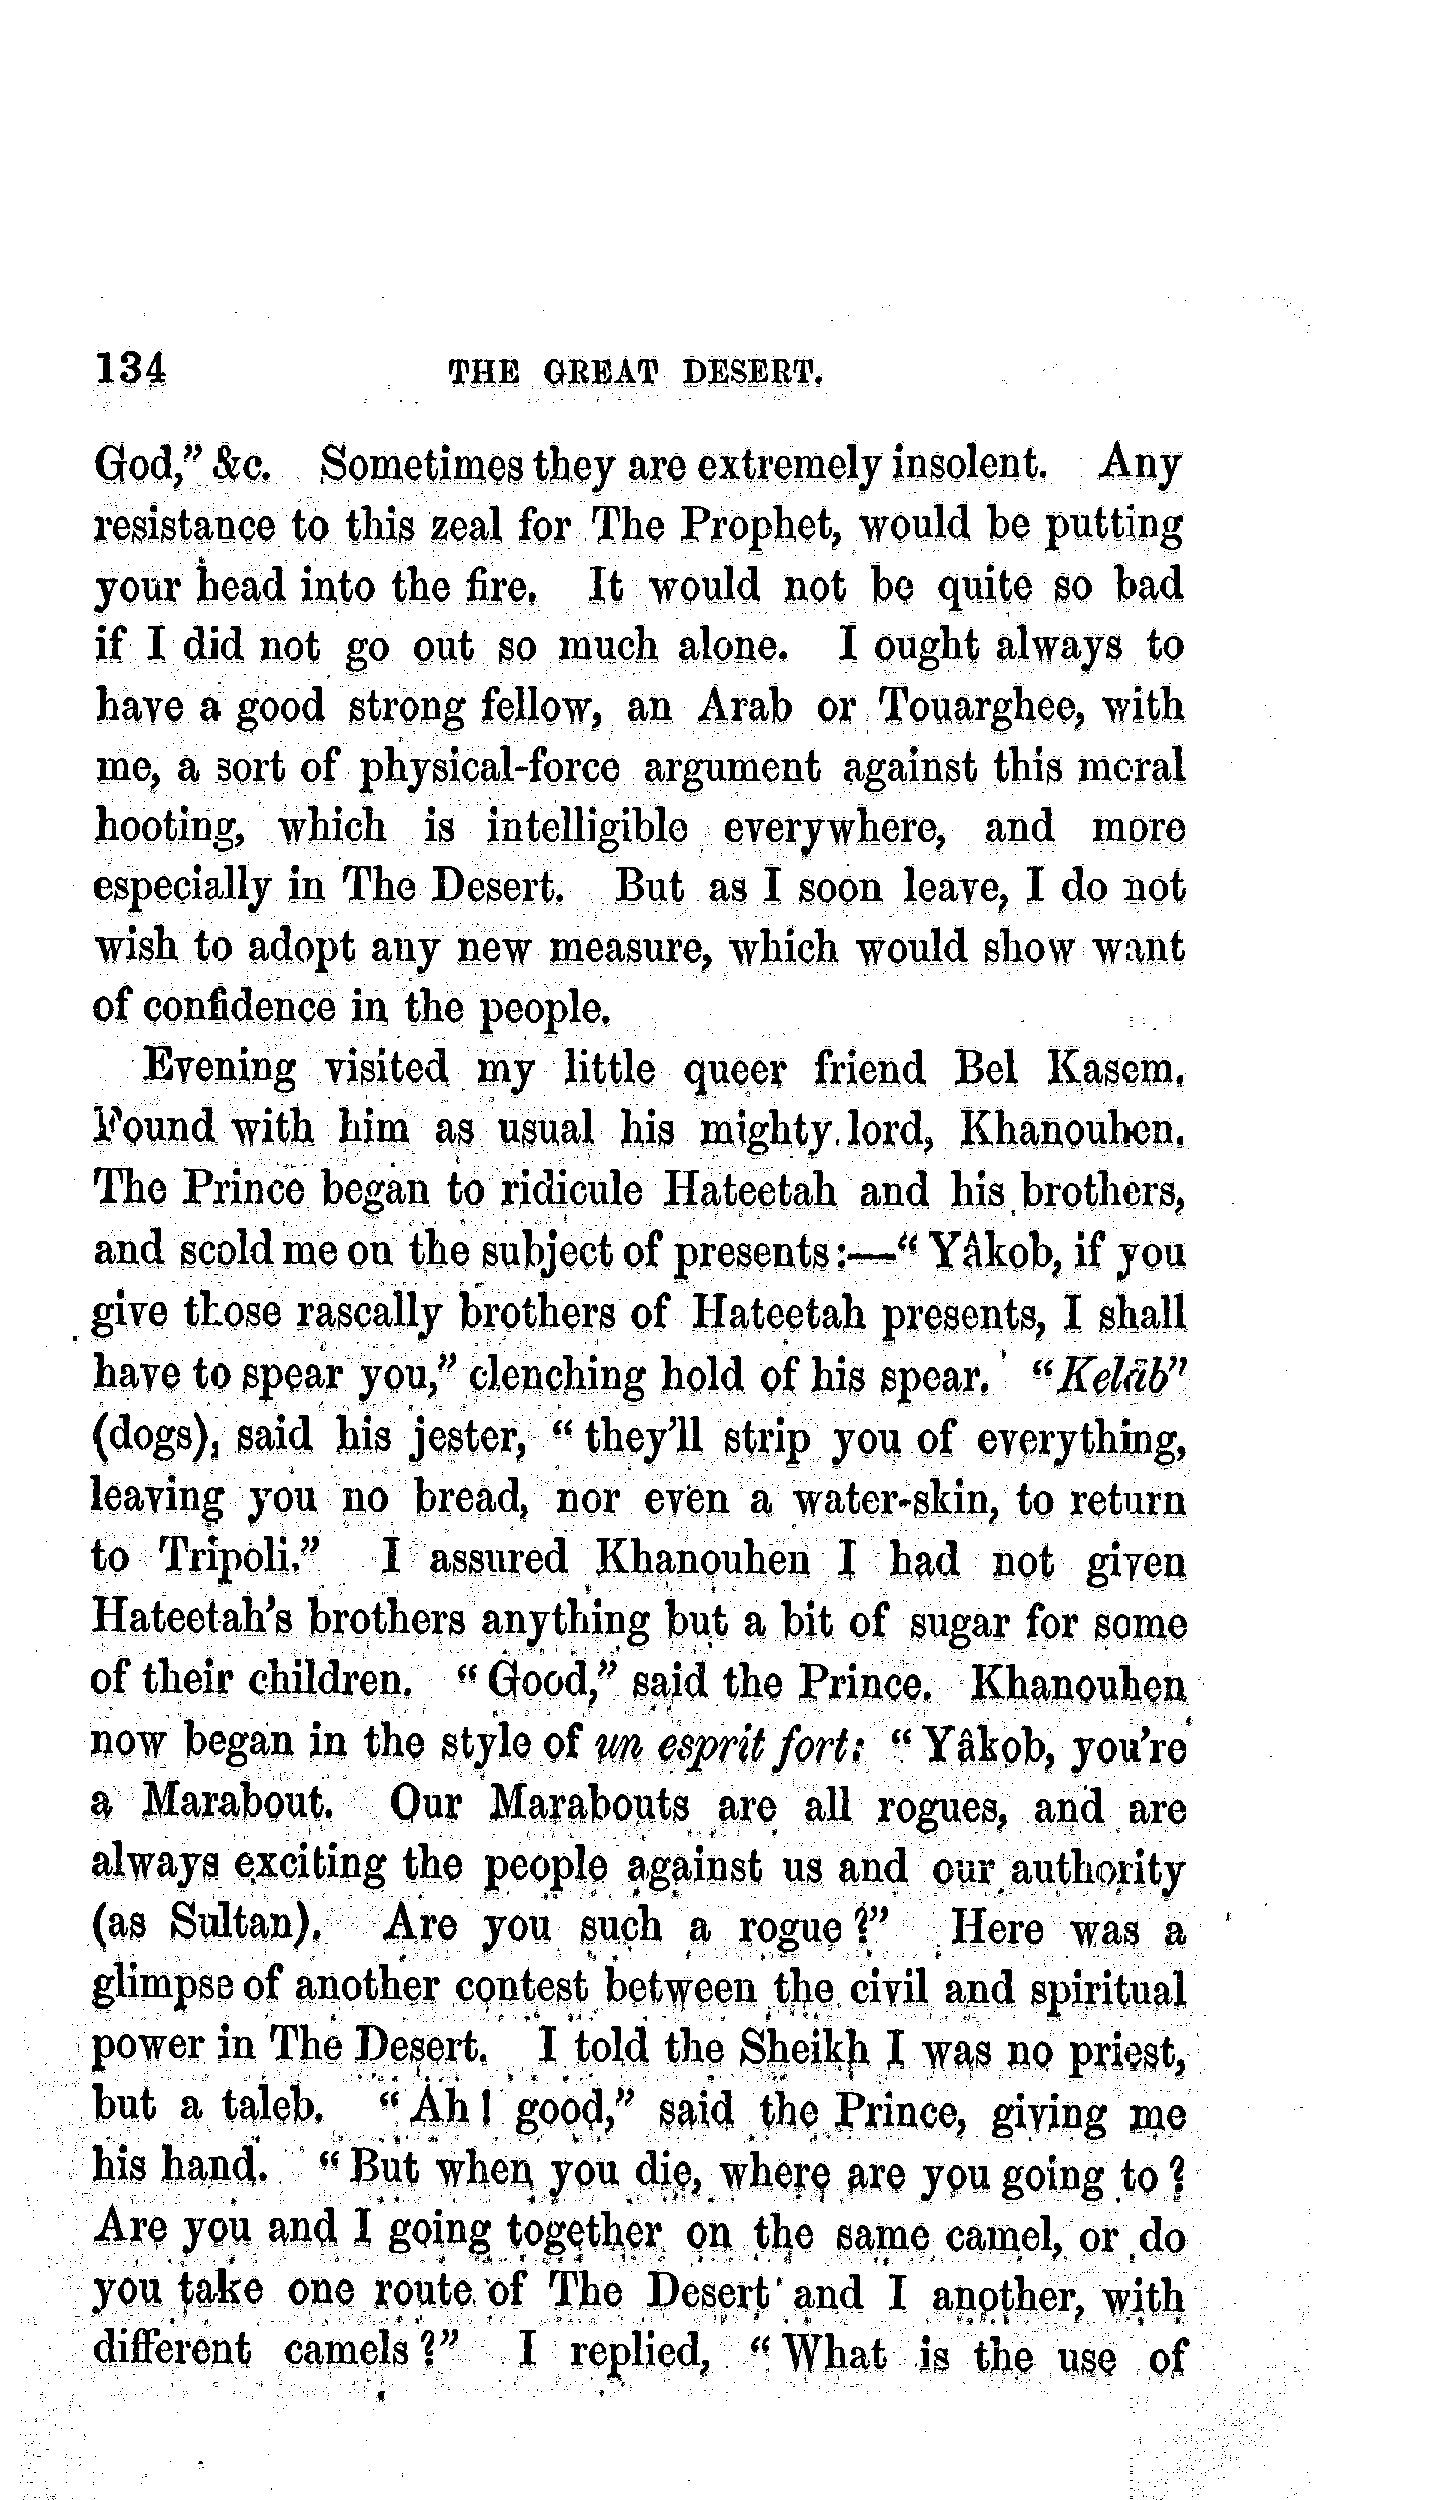 134 THE GREAT DESERT.
God," &c. Sometimes they are extremely insolent. Any
resistance to this zeal for The Prophet, would be putting
your head into the fire. It would not be quite so bad
if I did not go out so much alone. I ought always to
have a good strong fellow, an Arab or Touarghee, with
me, a sort of physical-force argument against this moral
hooting, which is intelligible everywhere, and more
especially in The Desert. But as I soon leave, I do not
wish to adopt any new measure, which would show want
of confidence in the people.
Evening visited my little queer friend Bel Kasem.
Found with him as usual his mighty lord, Khanouhen.
The Prince began to ridicule Hateetah and his brothers,
and scold me on the subject of presents:—"Yâkob, if you
give those rascally brothers of Hateetah presents, I shall
have to spear you," clenching hold of his spear. "Kelāb"
(dogs), said his jester, "they'll strip you of everything,
leaving you no bread, nor even a water-skin, to return
to Tripoli." I assured Khanouhen I had not given
Hateetah's brothers anything but a bit of sugar for some
of their children. "Good," said the Prince. Khanouhen
now began in the style of un esprit fort: "Yâkob, you're
a Marabout. Our Marabouts are all rogues, and are
always exciting the people against us and our authority
(as Sultan). Are you such a rogue?" Here was a
glimpse of another contest between the civil and spiritual
power in The Desert. I told the Sheikh I was no priest,
but a taleb. "Ah! good," said the Prince, giving me
his hand. "But when you die, where are you going to?
Are you and I going together on the same camel, or do
you take one route of The Desert and I another, with
different camels?" I replied, "What is the use of